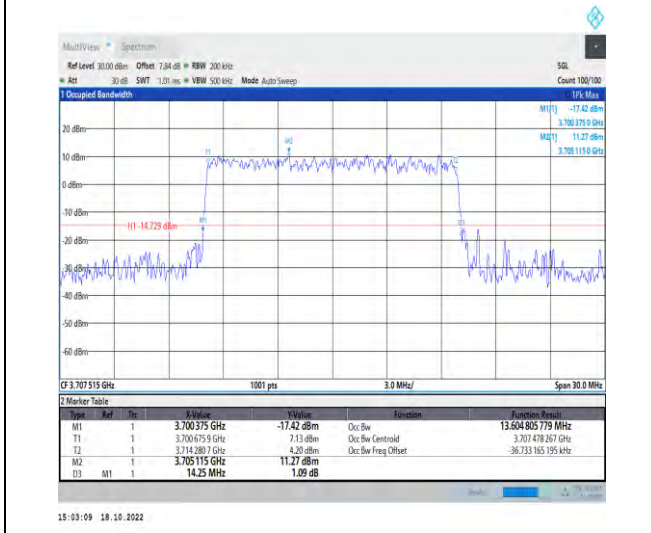 MultiView Spectrum
Ref Level 30.00 dBm Offset 7.84 dB RBW 200 kHz SGL
Att 30 dB SWT 1.01 ms VBW 500 kHz Mode Auto Sweep Count 100/100
1 Occupied Bandwidth 1Pk Max
M1[1] -17.42 dBm
3.700 375 0 GHz
M2[1] 11.27 dBm
3.705 115 0 GHz
20 dBm
M2
T1
10 dBm
0 dBm
-10 dBm
M1
H1 -14.729 dBm
-20 dBm
-30 dBm
-40 dBm
-50 dBm
-60 dBm
CF 3.707 515 GHz 1001 pts 3.0 MHz/ Span 30.0 MHz
2 Marker Table
Type Ref Trc X-Value Y-Value Function Function Result
M1 1 3.700 375 GHz -17.42 dBm Occ Bw 13.604 805 779 MHz
T1 1 3.700 675 9 GHz 7.13 dBm Occ Bw Centroid 3.707 478 267 GHz
T2 1 3.714 280 7 GHz 4.20 dBm Occ Bw Freq Offset -36.733 165 195 kHz
M2 1 3.705 115 GHz 11.27 dBm
D3 M1 1 14.25 MHz 1.09 dB
15:03:09 18.10.2022